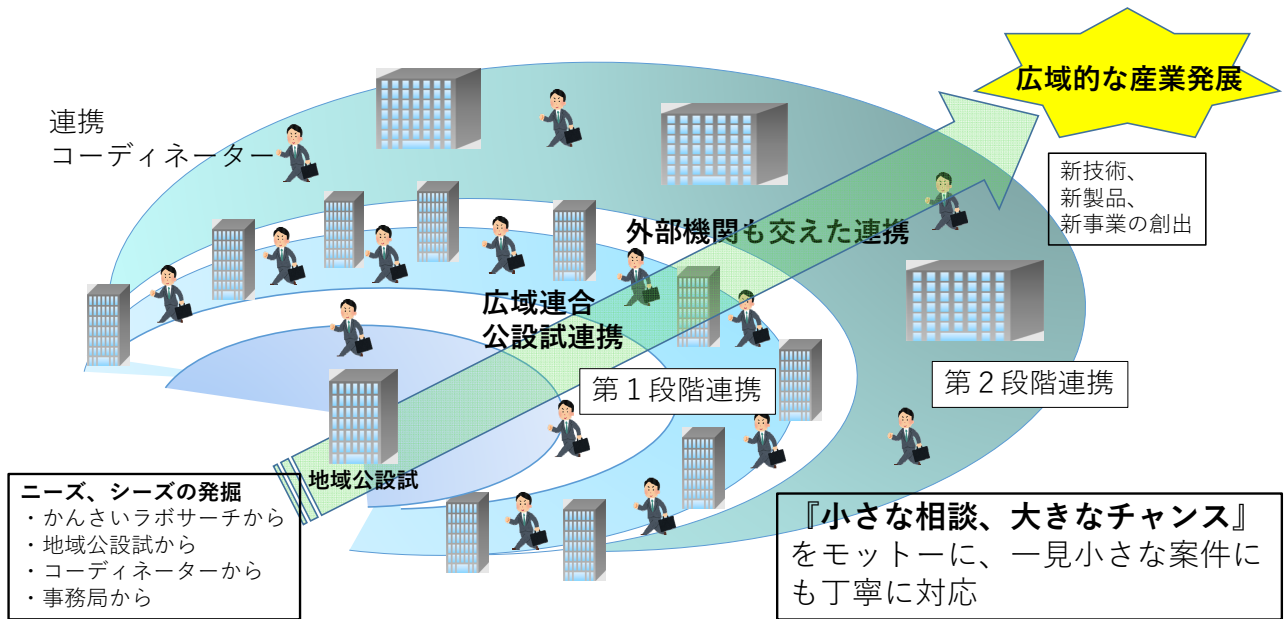 広域的な産業発展
連携
コーディネーター
新技術、
新製品、
新事業の創出
外部機関も交えた連携
広域連合
公設試連携
第１段階連携
第２段階連携
地域公設試
ニーズ、シーズの発掘
・かんさいラボサーチから
・地域公設試から
・コーディネーターから
・事務局から
『小さな相談、大きなチャンス』
をモットーに、一見小さな案件に
も丁寧に対応